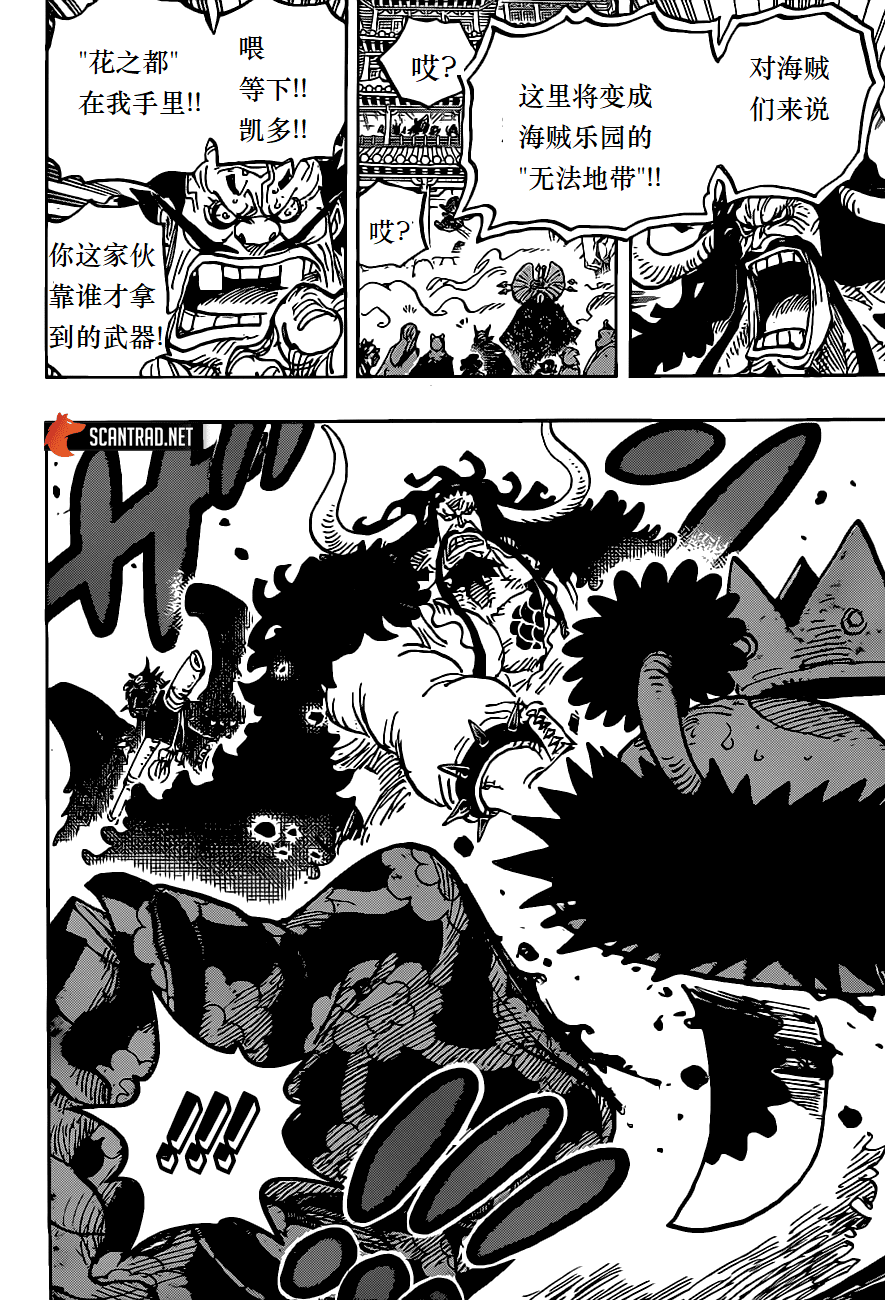 对海贼
们来说
这里将变成
海贼乐园的
"无法地带"!!
哎?
哎?
喂
等下!!
凯多!!
"花之都"
在我手里!!
你这家伙
靠谁才拿
到的武器!
SCANTRAD.NET
!!!